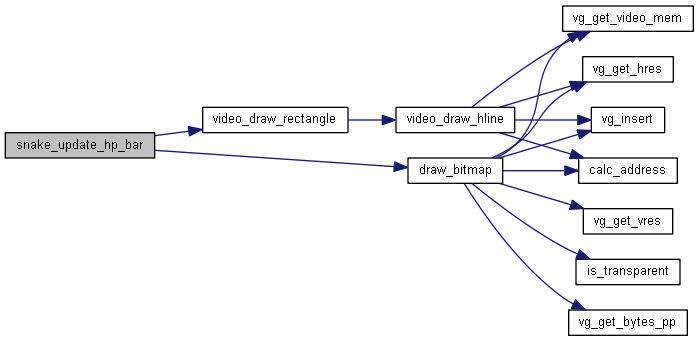 snake_update_hp_bar
video_draw_rectangle
video_draw_hline
draw_bitmap
vg_get_video_mem
vg_get_hres
vg_insert
calc_address
vg_get_vres
is_transparent
vg_get_bytes_pp